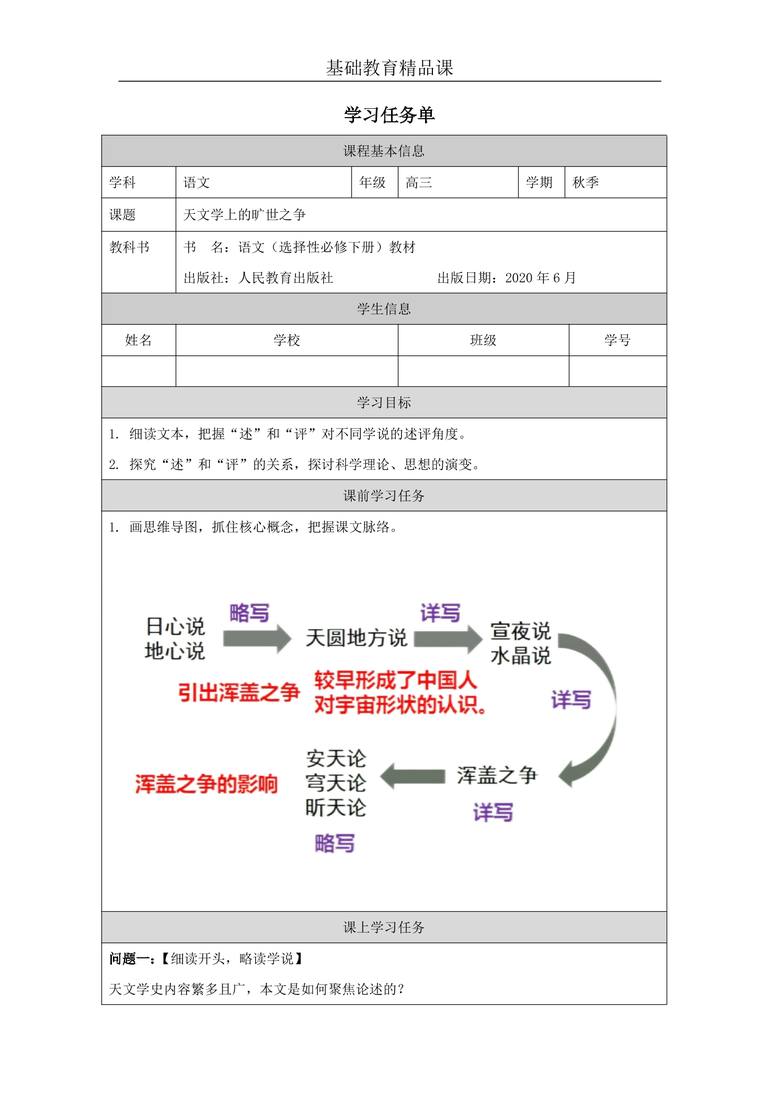 基础教育精品课
学习任务单
课程基本信息
学科 语文 年级 高三 学期 秋季
课题 天文学上的旷世之争
教科书 书 名：语文（选择性必修下册）教材
出版社：人民教育出版社 出版日期：2020 年 6 月
学生信息
姓名 学校 班级 学号
学习目标
1. 细读文本，把握“述”和“评”对不同学说的述评角度。
2. 探究“述”和“评”的关系，探讨科学理论、思想的演变。
课前学习任务
1. 画思维导图，抓住核心概念，把握课文脉络。
日心说
地心说
略写
引出浑盖之争
天圆地方说
较早形成了中国人
对宇宙形状的认识。
详写
宣夜说
水晶说
详写
浑盖之争
详写
安天论
穹天论
昕天论
略写
浑盖之争的影响
课上学习任务
问题一：【细读开头，略读学说】
天文学史内容繁多且广，本文是如何聚焦论述的？